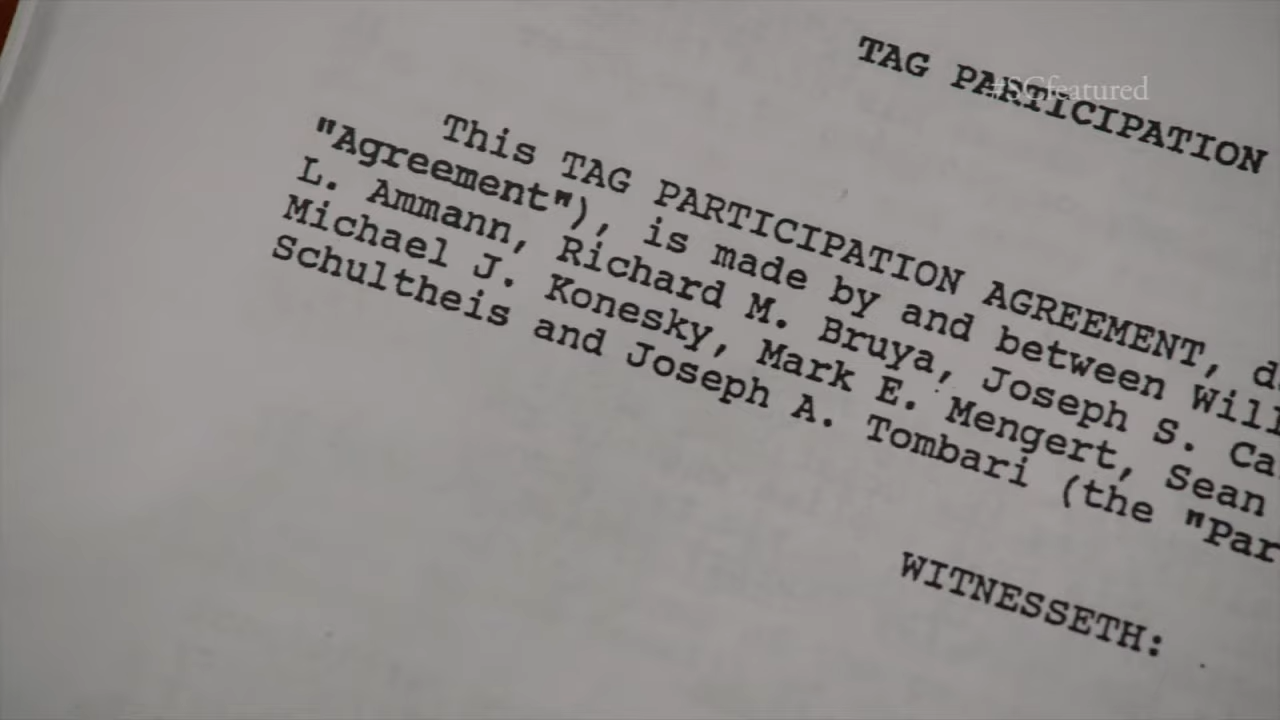 TAG PARTICIPATION
#SCfeatured
This TAG PARTICIPATION AGREEMENT,
"Agreement"), is made by and between
L. Ammann, Richard M. Bruya, Joseph S.
Michael J. Konesky, Mark E. Mengert, Sean
Schultheis and Joseph A. Tombari (the
WITNESSETH: